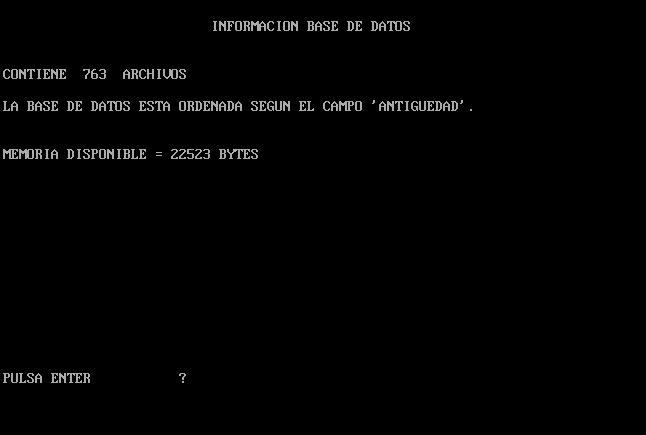 INFORMACION BASE DE DATOS
CONTIENE 763 ARCHIVOS
LA BASE DE DATOS ESTA ORDENADA SEGUN EL CAMPO 'ANTIGUEDAD'.
MEMORIA DISPONIBLE = 22523 BYTES
PULSA ENTER ?